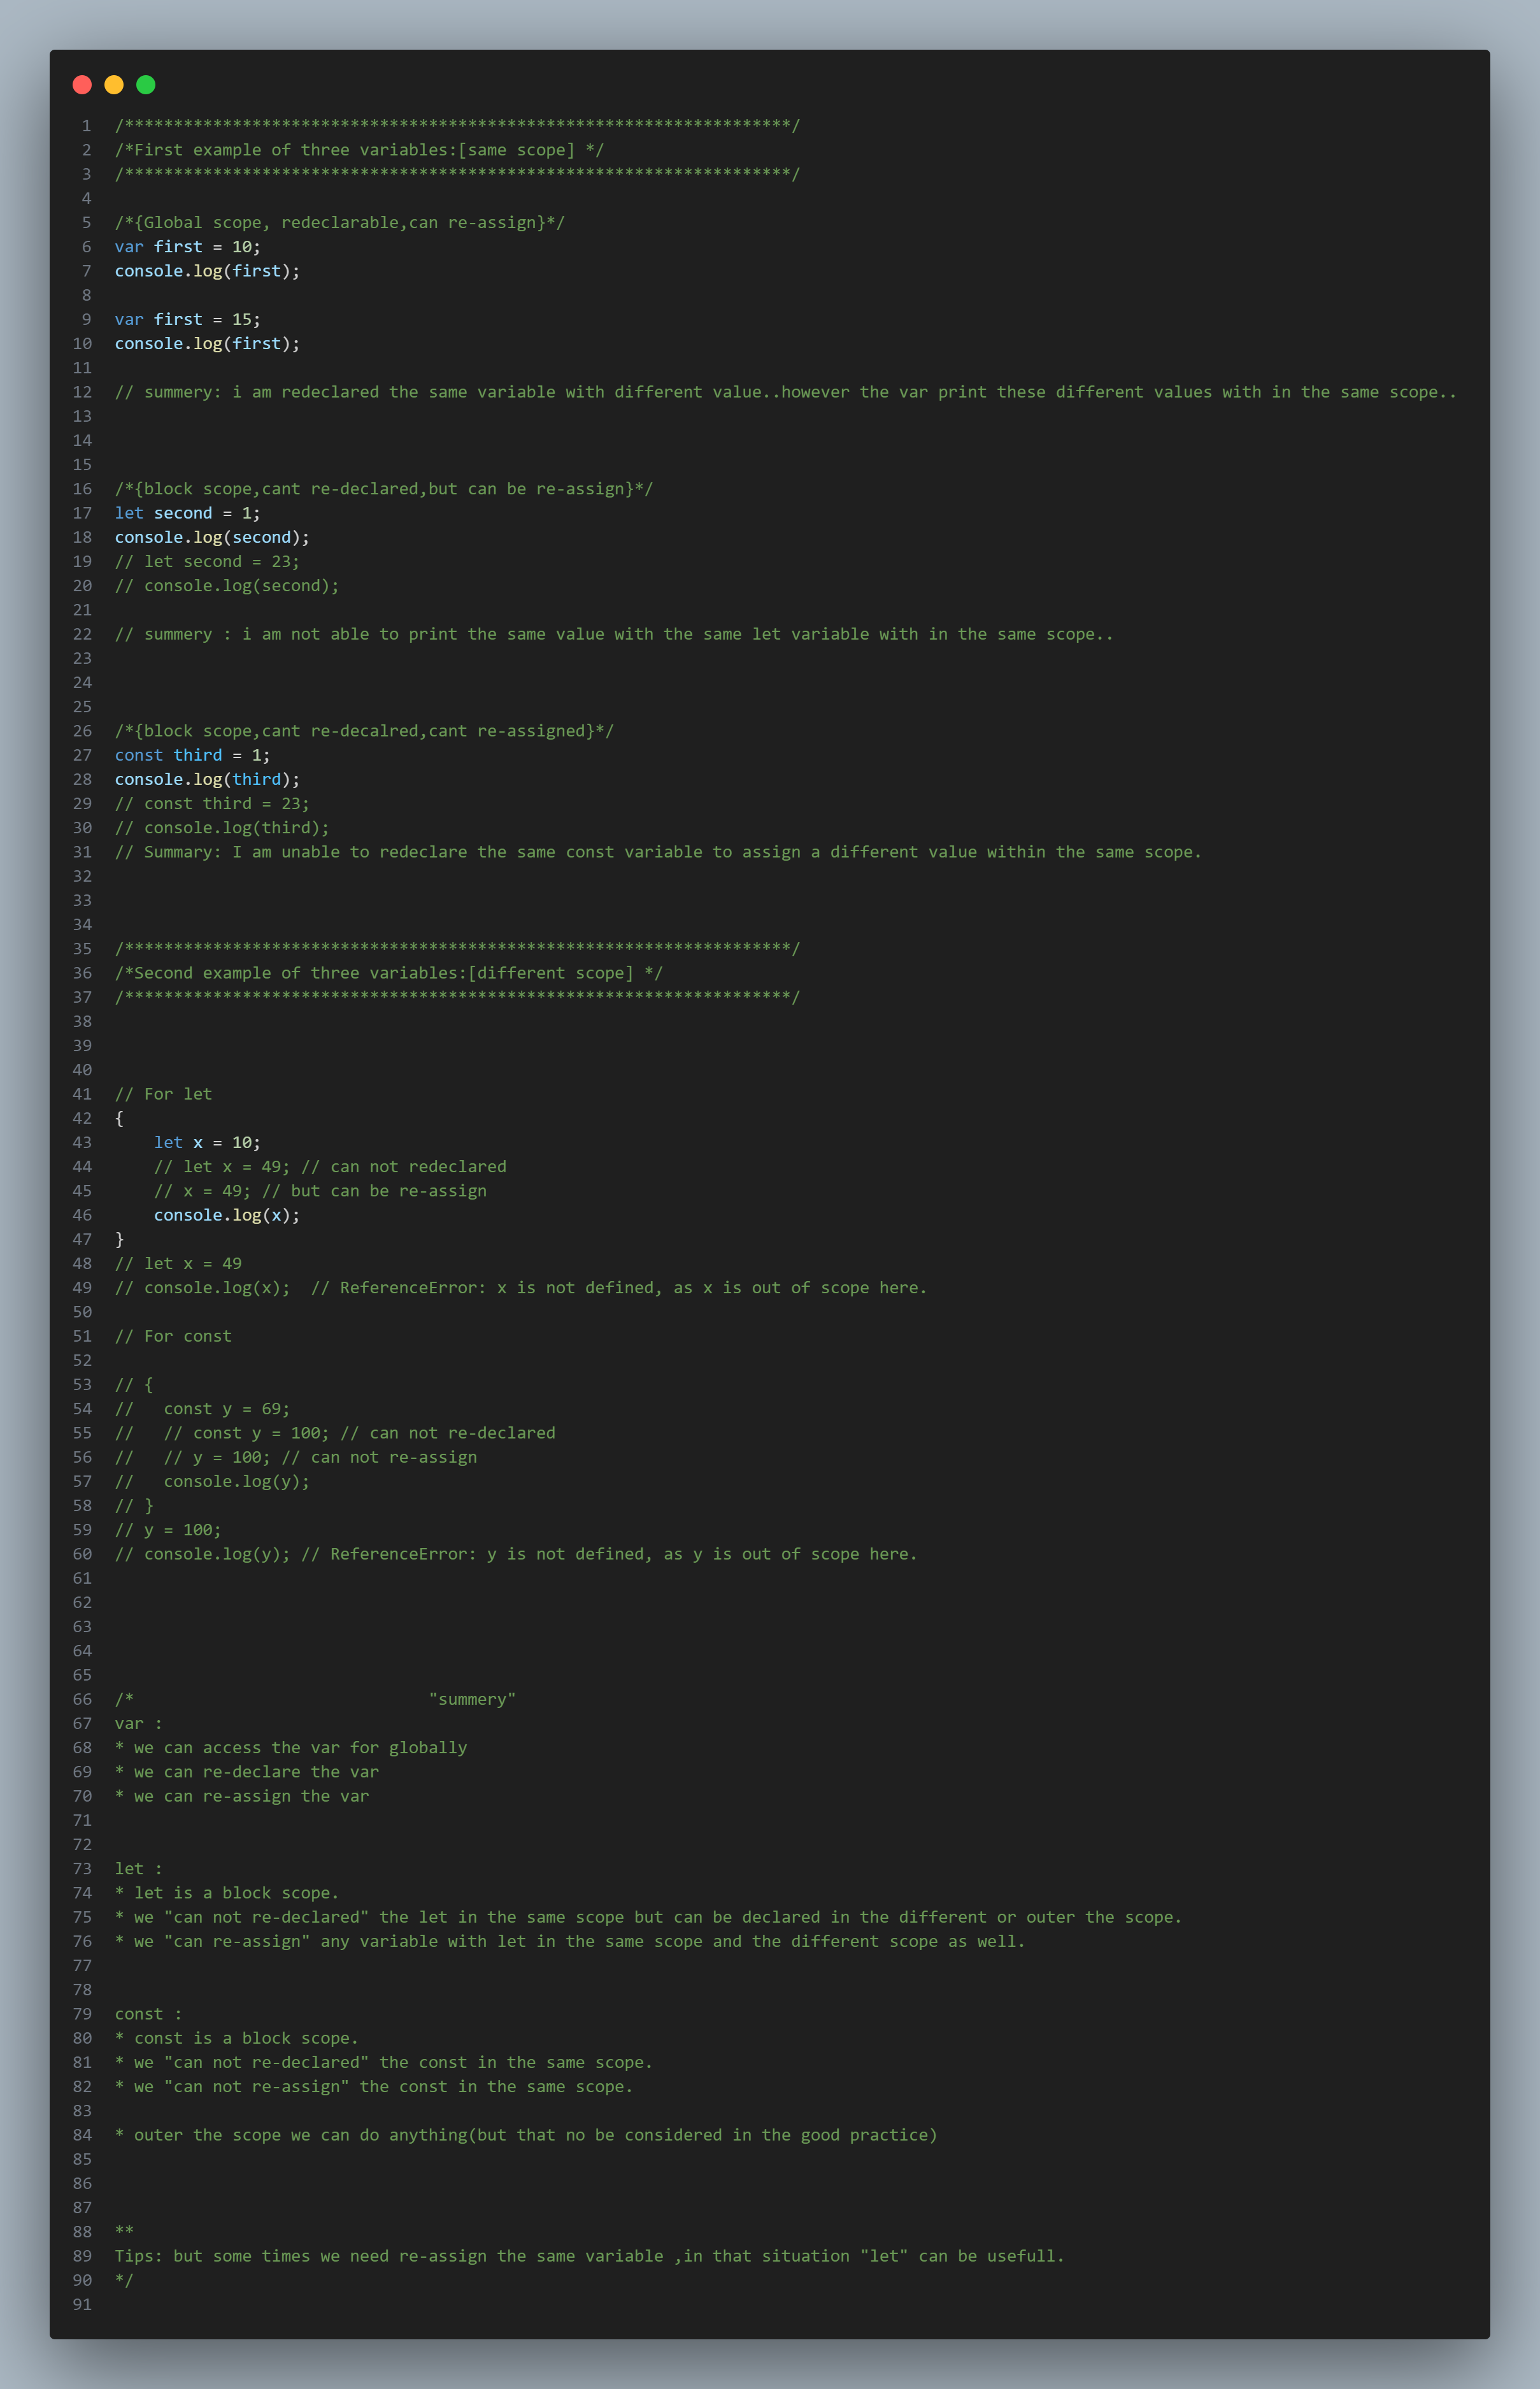 1 /********************************************************************/
2 /*First example of three variables:[same scope] */
3 /********************************************************************/
4
5 /*{Global scope, redeclarable,can re-assign}*/
6 var first = 10;
7 console.log(first);
8
9 var first = 15;
10 console.log(first);
11
12 // summery: i am redeclared the same variable with different value..however the var print these different values with in the same scope..
13
14
15
16 /*{block scope,cant re-declared,but can be re-assign}*/
17 let second = 1;
18 console.log(second);
19 // let second = 23;
20 // console.log(second);
21
22 // summery : i am not able to print the same value with the same let variable with in the same scope..
23
24
25
26 /*{block scope,cant re-decalred,cant re-assigned}*/
27 const third = 1;
28 console.log(third);
29 // const third = 23;
30 // console.log(third);
31 // Summary: I am unable to redeclare the same const variable to assign a different value within the same scope.
32
33
34
35 /********************************************************************/
36 /*Second example of three variables:[different scope] */
37 /********************************************************************/
38
39
40
41 // For let
42 {
43     let x = 10;
44     // let x = 49; // can not redeclared
45     // x = 49; // but can be re-assign
46     console.log(x);
47 }
48 // let x = 49
49 // console.log(x);  // ReferenceError: x is not defined, as x is out of scope here.
50
51 // For const
52
53 // {
54 //   const y = 69;
55 //   // const y = 100; // can not re-declared
56 //   // y = 100; // can not re-assign
57 //   console.log(y);
58 // }
59 // y = 100;
60 // console.log(y); // ReferenceError: y is not defined, as y is out of scope here.
61
62
63
64
65
66 /*                              "summery"
67 var :
68 * we can access the var for globally
69 * we can re-declare the var
70 * we can re-assign the var
71
72
73 let :
74 * let is a block scope.
75 * we "can not re-declared" the let in the same scope but can be declared in the different or outer the scope.
76 * we "can re-assign" any variable with let in the same scope and the different scope as well.
77
78
79 const :
80 * const is a block scope.
81 * we "can not re-declared" the const in the same scope.
82 * we "can not re-assign" the const in the same scope.
83
84 * outer the scope we can do anything(but that no be considered in the good practice)
85
86
87
88 **
89 Tips: but some times we need re-assign the same variable ,in that situation "let" can be usefull.
90 */
91